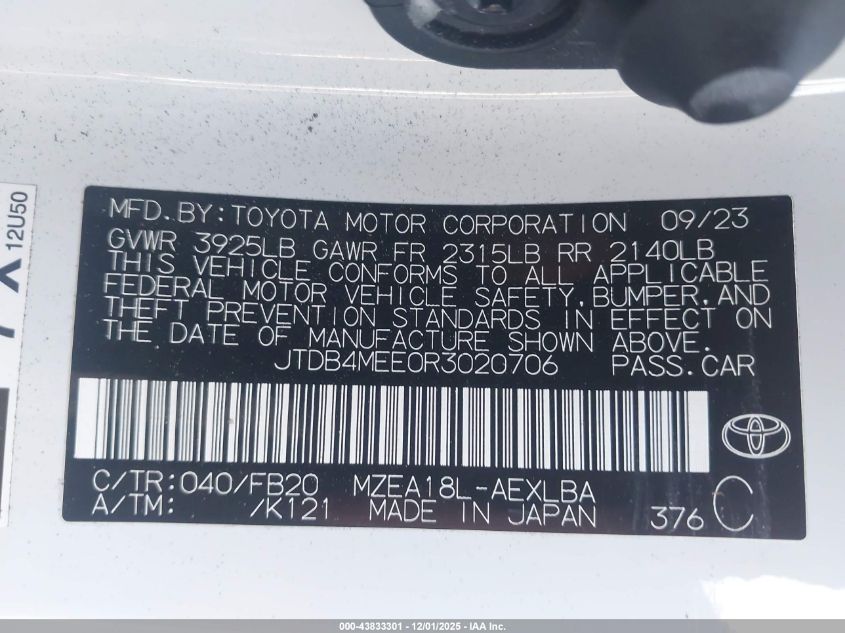 MFD.BY:TOYOTA MOTOR CORPORATION 09/23
GVWR 3925LB GAWR FR 2315LB RR 2140LB
THIS VEHICLE CONFORMS TO ALL APPLICABLE
FEDERAL MOTOR VEHICLE SAFETY,BUMPER,AND
THEFT PREVENTION STANDARDS IN EFFECT ON
THE DATE OF MANUFACTURE SHOWN ABOVE.
JTDB4MEE0R3020706 PASS.CAR
C/TR:040/FB20 MZEA18L-AEXLBA
A/TM: /K121 MADE IN JAPAN 376 C
12U50
000-43833301 - 12/01/2025 - IAA Inc.